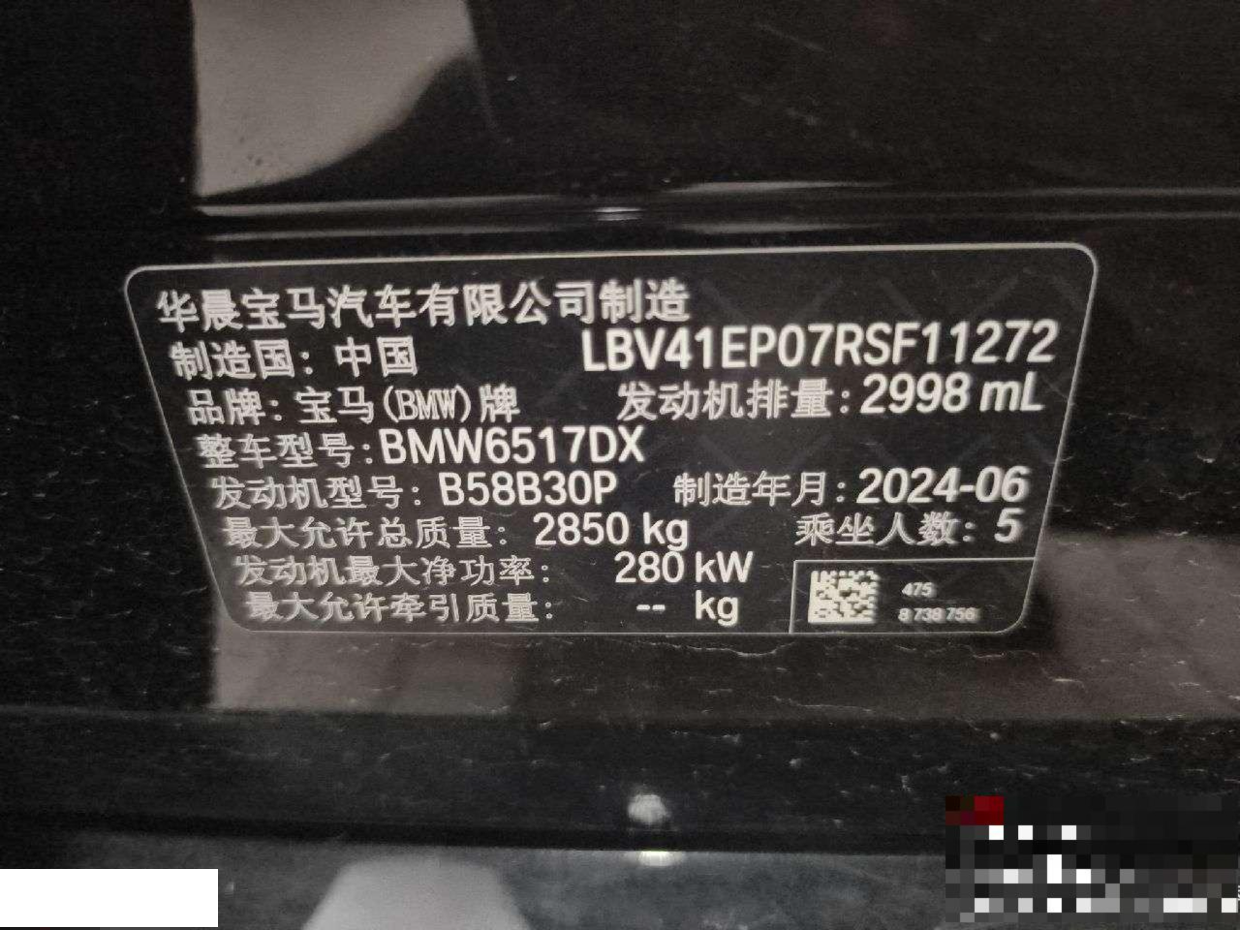 华晨宝马汽车有限公司制造
制造国: 中国 LBV41EP07RSF11272
品牌: 宝马(BMW)牌 发动机排量: 2998 mL
整车型号: BMW6517DX
发动机型号: B58B30P 制造年月: 2024-06
最大允许总质量: 2850 kg 乘坐人数: 5
发动机最大净功率: 280 kW
最大允许牵引质量: -- kg
475
8 738 756